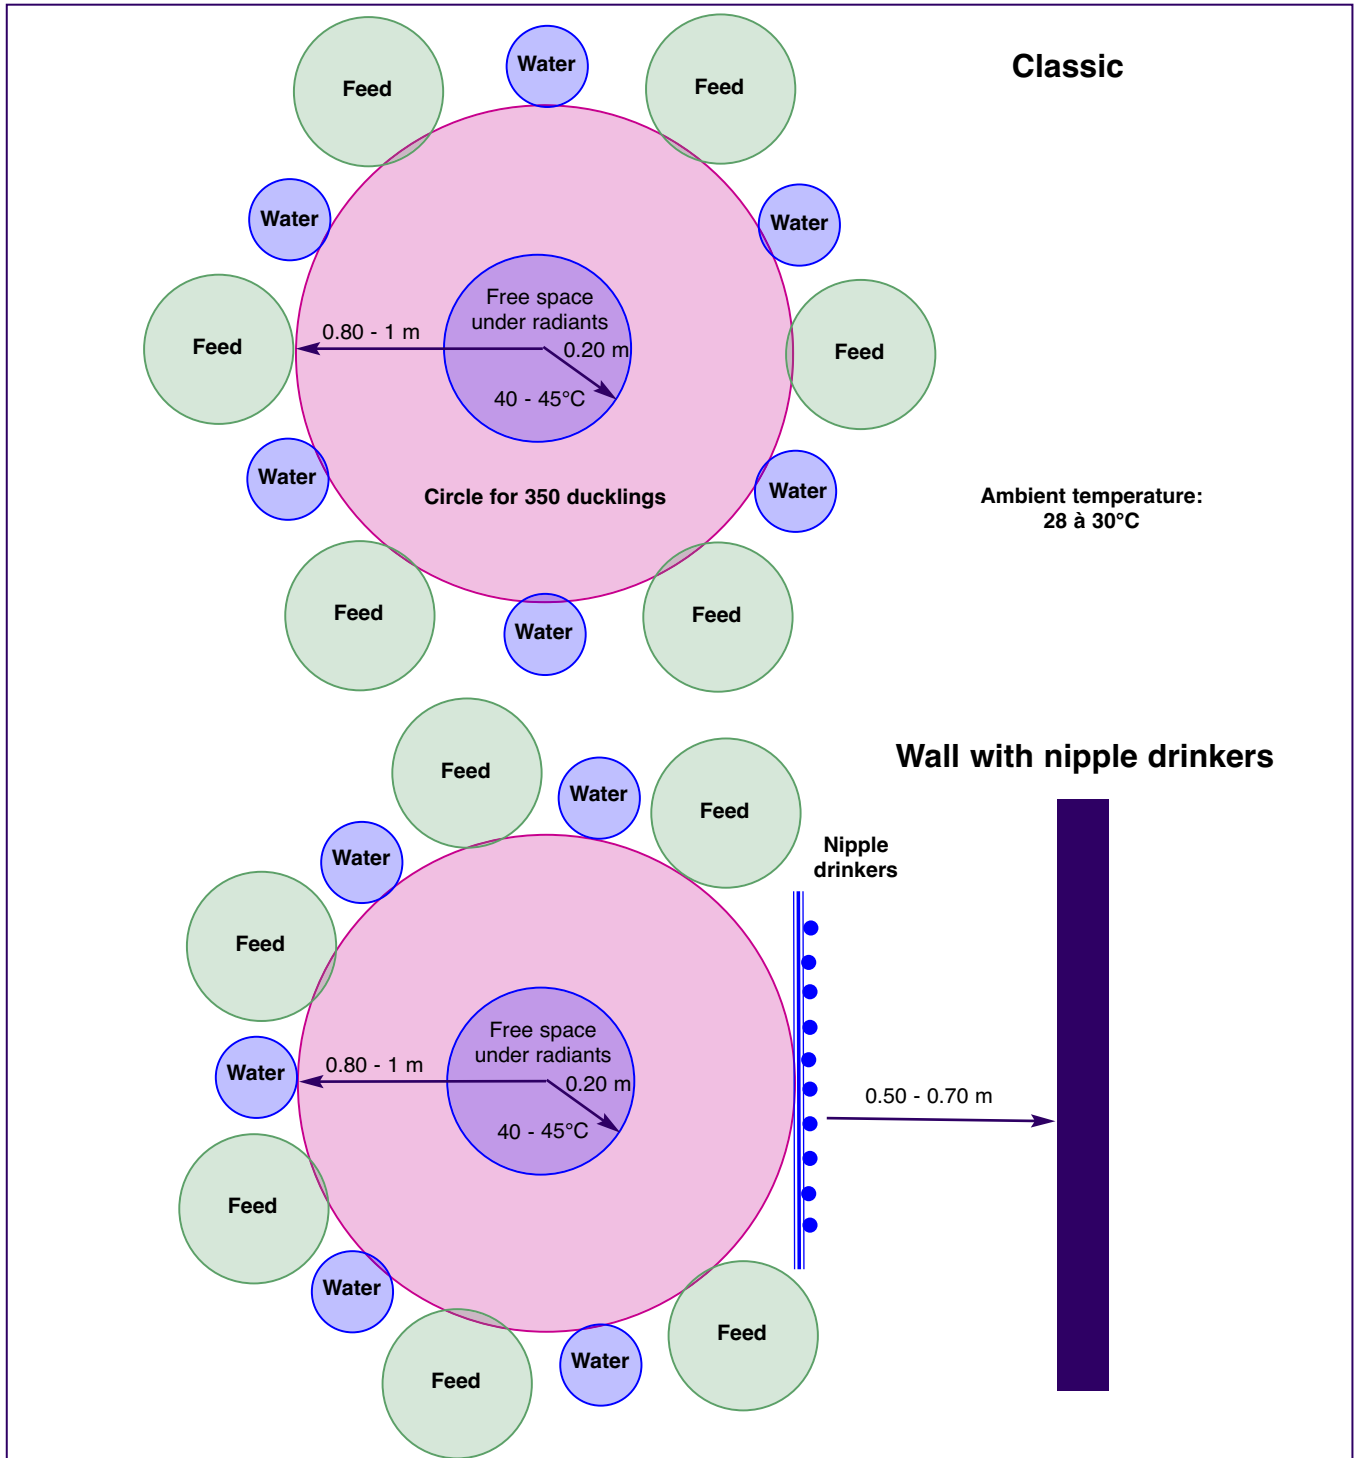 Classic
Water
Feed
Feed
Water
Water
Free space
under radiants
0.80 - 1 m
0.20 m
Feed
Feed
40 - 45°C
Water
Water
Circle for 350 ducklings
Ambient temperature:
28 à 30°C
Feed
Feed
Water
Wall with nipple drinkers
Feed
Water
Feed
Nipple
drinkers
Water
Feed
Free space
under radiants
0.80 - 1 m
0.20 m
Water
0.50 - 0.70 m
40 - 45°C
Feed
Water
Feed
Water
Feed